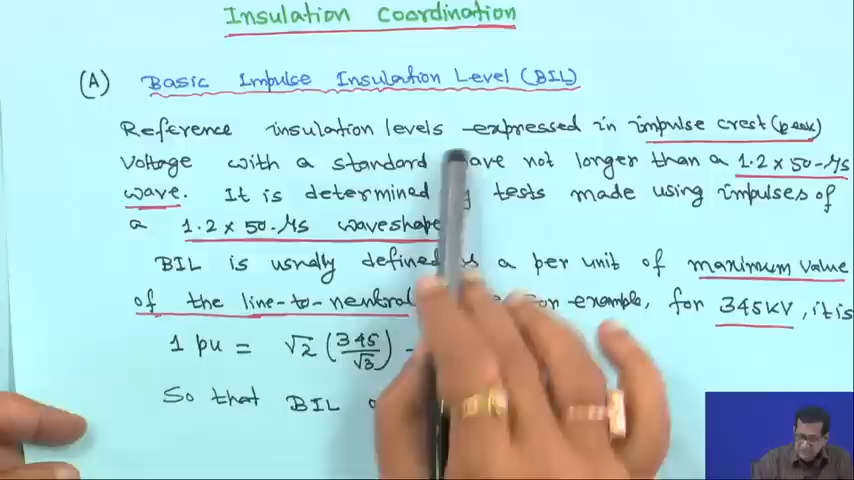 Insulation Coordination
(A) Basic Impulse Insulation Level (BIL)
Reference insulation levels expressed in impulse crest (peak)
Voltage with a standard not longer than a 1.2 x 50-μs
wave. It is determined tests made using impulses of
a 1.2 x 50-μs waveshape
BIL is usually defined as a per unit of maximum value
of the line-to-neutral For example, for 345KV, it is
1 pu = √2 (345/√3)
So that BIL